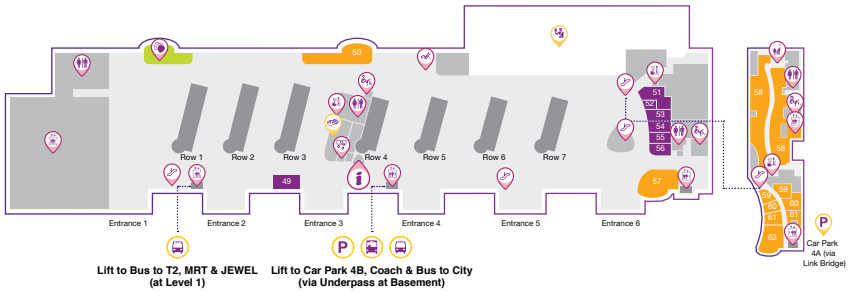 50
51
52
53
54
55
56
57
49
Row 1
Row 2
Row 3
Row 4
Row 5
Row 6
Row 7
i
Entrance 1
Entrance 2
Entrance 3
Entrance 4
Entrance 5
Entrance 6
P
Lift to Bus to T2, MRT & JEWEL
(at Level 1)
Lift to Car Park 4B, Coach & Bus to City
(via Underpass at Basement)
58
58
59
59
60
60
61
61
62
P
Car Park
4A (via
Link Bridge)